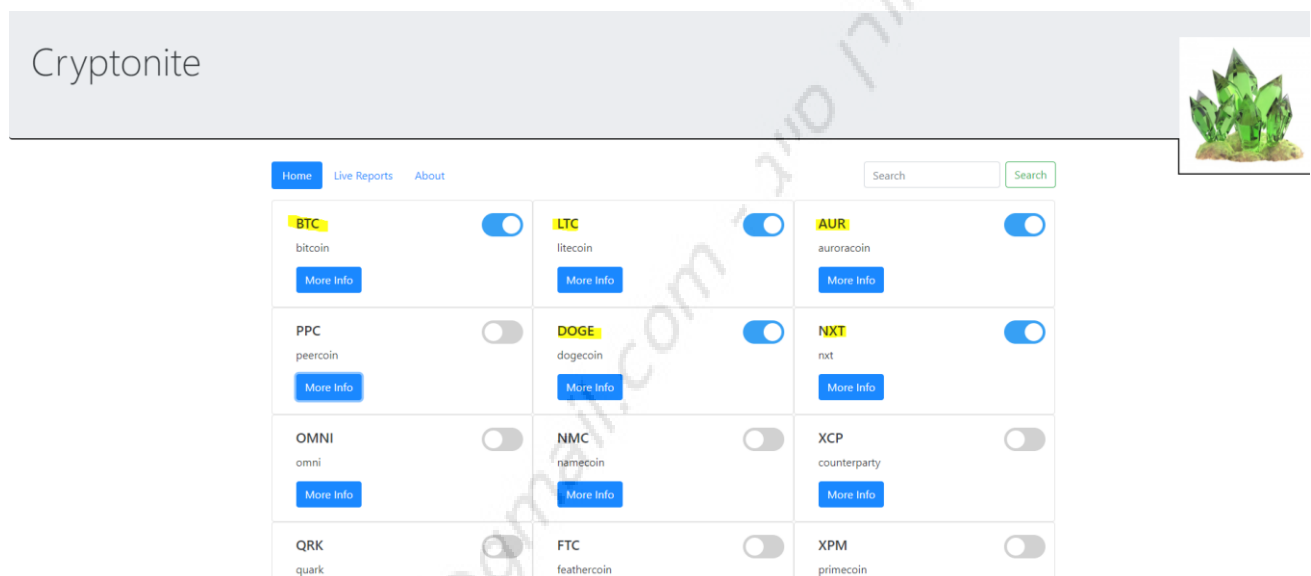 Cryptonite
Home Live Reports About Search Search
BTC LTC AUR
bitcoin litecoin auroracoin
More Info More Info More Info
PPC DOGE NXT
peercoin dogecoin nxt
More Info More Info More Info
OMNI NMC XCP
omni namecoin counterparty
More Info More Info More Info
QRK FTC XPM
quark feathercoin primecoin
gmail.com -